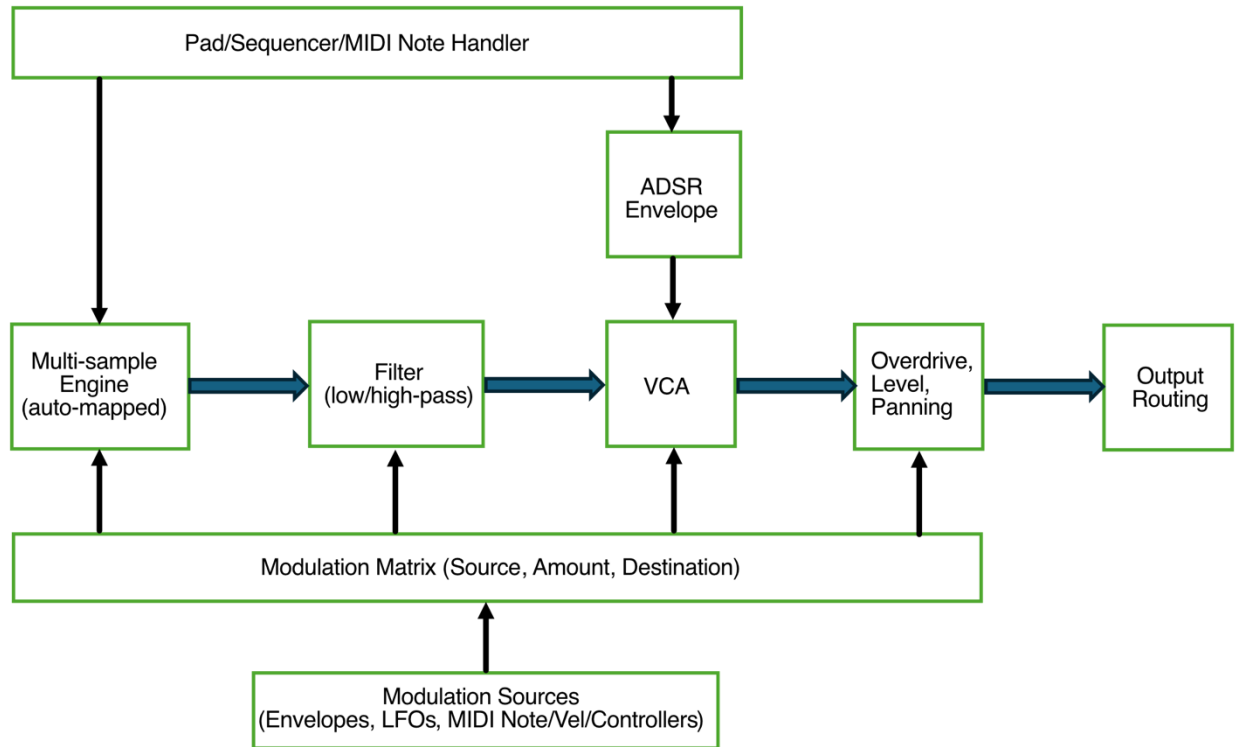 Pad/Sequencer/MIDI Note Handler
ADSR
Envelope
Multi-sample
Engine
(auto-mapped)
Filter
(low/high-pass)
VCA
Overdrive,
Level,
Panning
Output
Routing
Modulation Matrix (Source, Amount, Destination)
Modulation Sources
(Envelopes, LFOs, MIDI Note/Vel/Controllers)